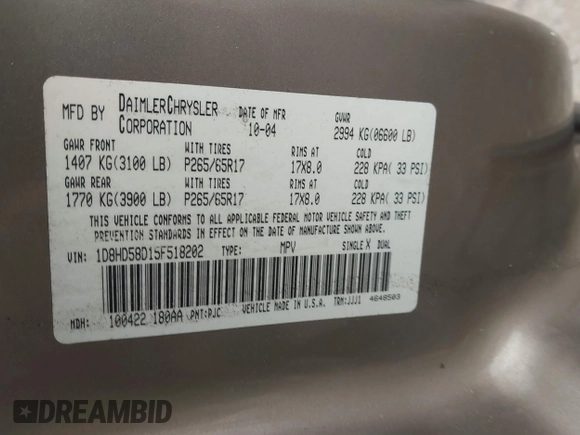 MFD BY DAIMLERCHRYSLER CORPORATION DATE OF MFR 10-04 GVWR 2994 KG(06600 LB)
GAWR FRONT WITH TIRES RIMS AT COLD
1407 KG(3100 LB) P265/65R17 17X8.0 228 KPA( 33 PSI)
GAWR REAR WITH TIRES RIMS AT COLD
1770 KG(3900 LB) P265/65R17 17X8.0 228 KPA( 33 PSI)
THIS VEHICLE CONFORMS TO ALL APPLICABLE FEDERAL MOTOR VEHICLE SAFETY AND THEFT
PREVENTION STANDARDS IN EFFECT ON THE DATE OF MANUFACTURE SHOWN ABOVE.
VIN: 1D8HD58D15F518202 TYPE: MPV SINGLE X DUAL
MDH: 100422 180AA PNT:PJC VEHICLE MADE IN U.S.A. TRM:JJJ1 4648503
DREAMBID